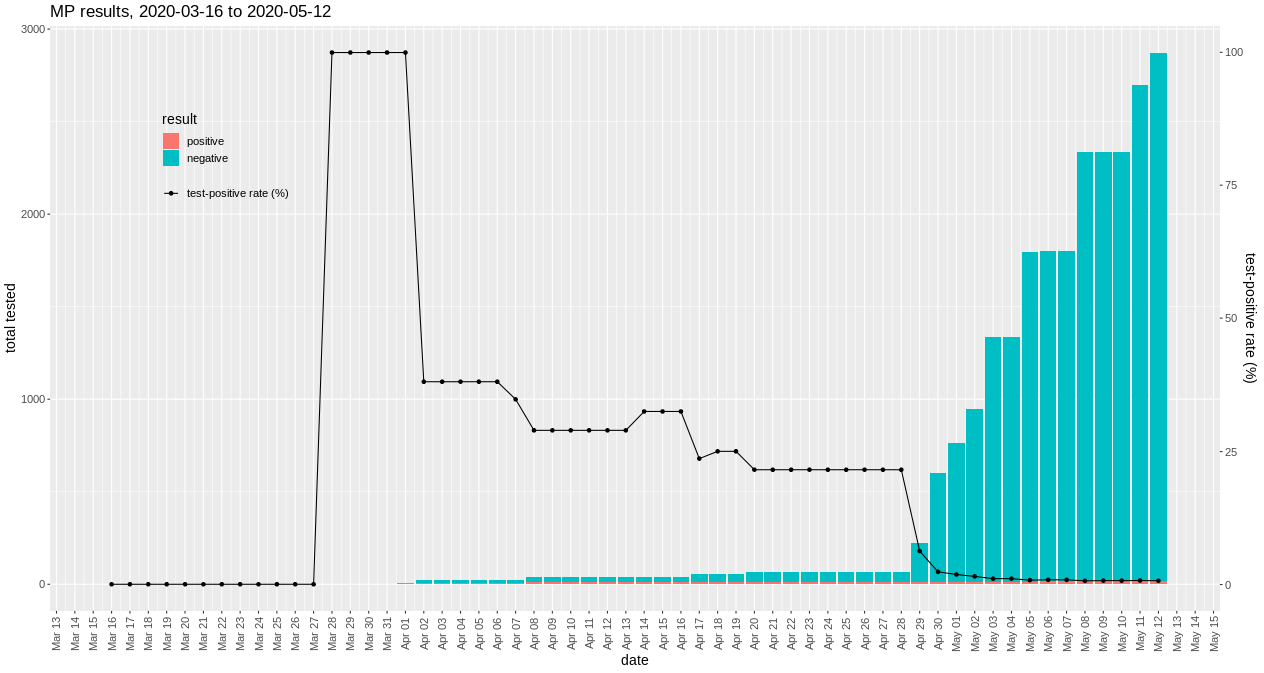 MP results, 2020-03-16 to 2020-05-12
3000
2000
1000
0
total tested
result
positive
negative
test-positive rate (%)
100
75
50
25
0
test-positive rate (%)
Mar 13
Mar 14
Mar 15
Mar 16
Mar 17
Mar 18
Mar 19
Mar 20
Mar 21
Mar 22
Mar 23
Mar 24
Mar 25
Mar 26
Mar 27
Mar 28
Mar 29
Mar 30
Mar 31
Apr 01
Apr 02
Apr 03
Apr 04
Apr 05
Apr 06
Apr 07
Apr 08
Apr 09
Apr 10
Apr 11
Apr 12
Apr 13
Apr 14
Apr 15
Apr 16
Apr 17
Apr 18
Apr 19
Apr 20
Apr 21
Apr 22
Apr 23
Apr 24
Apr 25
Apr 26
Apr 27
Apr 28
Apr 29
Apr 30
May 01
May 02
May 03
May 04
May 05
May 06
May 07
May 08
May 09
May 10
May 11
May 12
May 13
May 14
May 15
date